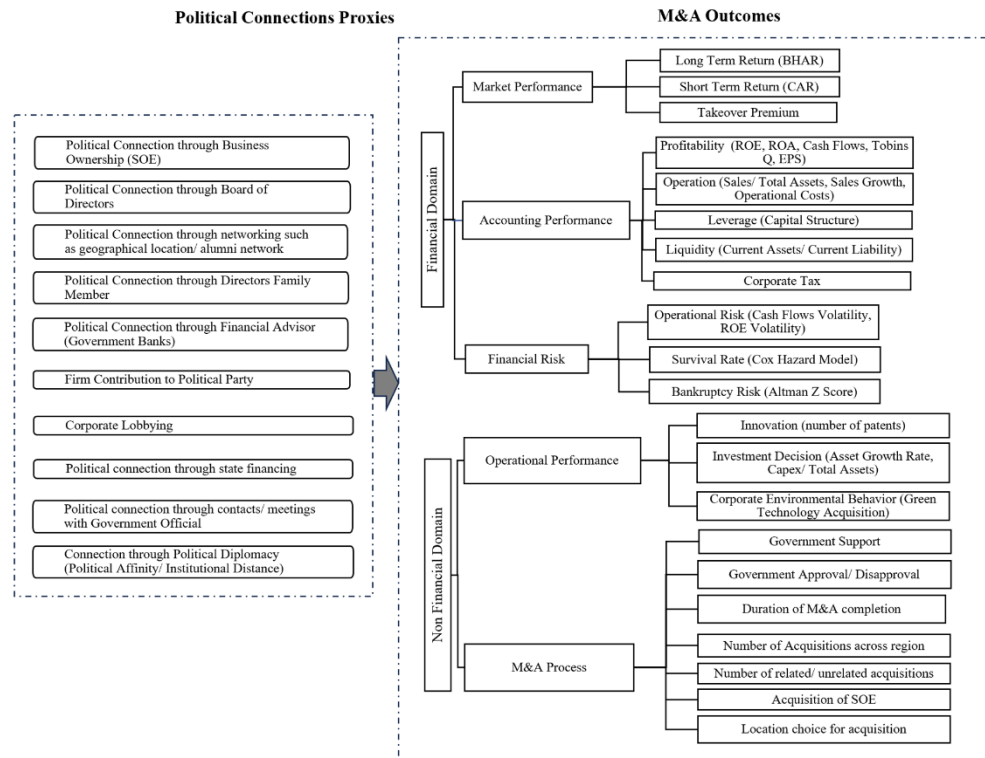 Political Connections Proxies
M&A Outcomes
Political Connection through Business
Ownership (SOE)
Political Connection through Board of
Directors
Political Connection through networking such
as geographical location/ alumni network
Political Connection through Directors Family
Member
Political Connection through Financial Advisor
(Government Banks)
Firm Contribution to Political Party
Corporate Lobbying
Political connection through state financing
Political connection through contacts/ meetings
with Government Official
Connection through Political Diplomacy
(Political Affinity/ Institutional Distance)
Financial Domain
Market Performance
Long Term Return (BHAR)
Short Term Return (CAR)
Takeover Premium
Accounting Performance
Profitability (ROE, ROA, Cash Flows, Tobins
Q, EPS)
Operation (Sales/ Total Assets, Sales Growth,
Operational Costs)
Leverage (Capital Structure)
Liquidity (Current Assets/ Current Liability)
Corporate Tax
Financial Risk
Operational Risk (Cash Flows Volatility,
ROE Volatility)
Survival Rate (Cox Hazard Model)
Bankruptcy Risk (Altman Z Score)
Non Financial Domain
Operational Performance
Innovation (number of patents)
Investment Decision (Asset Growth Rate,
Capex/ Total Assets)
Corporate Environmental Behavior (Green
Technology Acquisition)
M&A Process
Government Support
Government Approval/ Disapproval
Duration of M&A completion
Number of Acquisitions across region
Number of related/ unrelated acquisitions
Acquisition of SOE
Location choice for acquisition